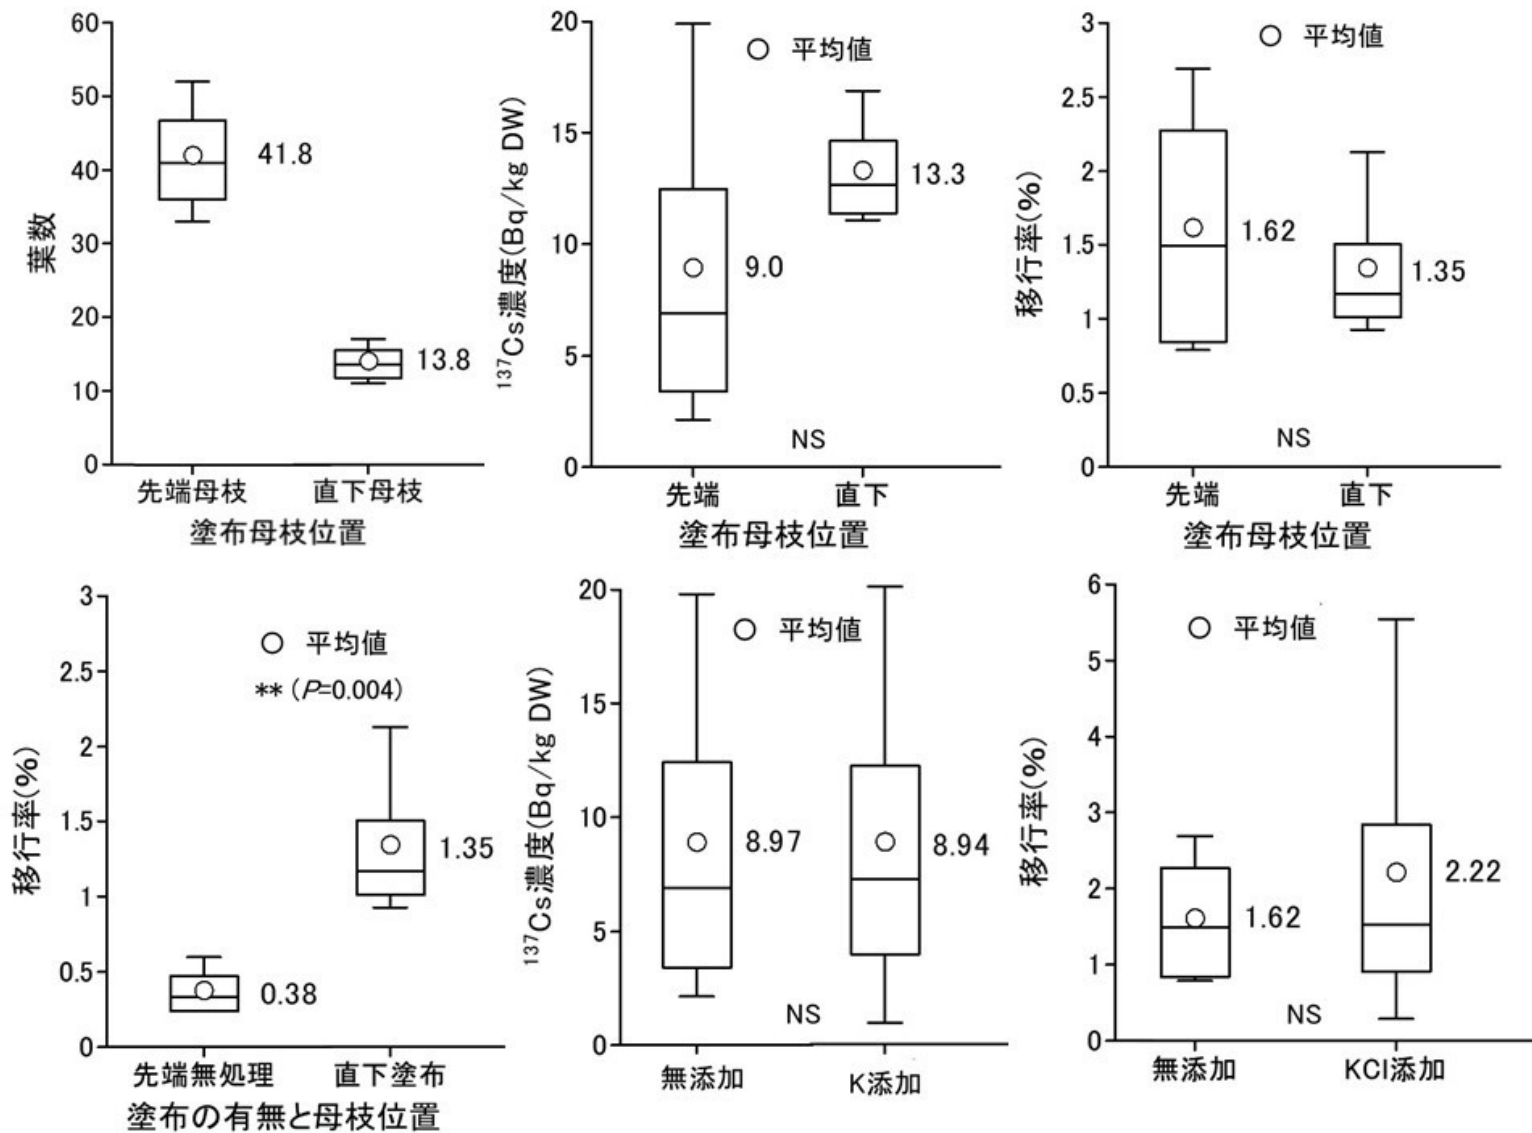 60
50
40
30
20
10
0
葉数
41.8
13.8
先端母枝
直下母枝
塗布母枝位置
20
15
10
5
0
¹³⁷Cs濃度(Bq/kg DW)
平均値
9.0
13.3
NS
先端
直下
塗布母枝位置
3
2.5
2
1.5
1
0.5
0
移行率(%)
平均値
1.62
1.35
NS
先端
直下
塗布母枝位置
3
2.5
2
1.5
1
0.5
0
移行率(%)
平均値
** (P=0.004)
0.38
1.35
先端無処理
直下塗布
塗布の有無と母枝位置
20
15
10
5
0
¹³⁷Cs濃度(Bq/kg DW)
平均値
8.97
8.94
NS
無添加
K添加
6
5
4
3
2
1
0
移行率(%)
平均値
1.62
2.22
NS
無添加
KCl添加